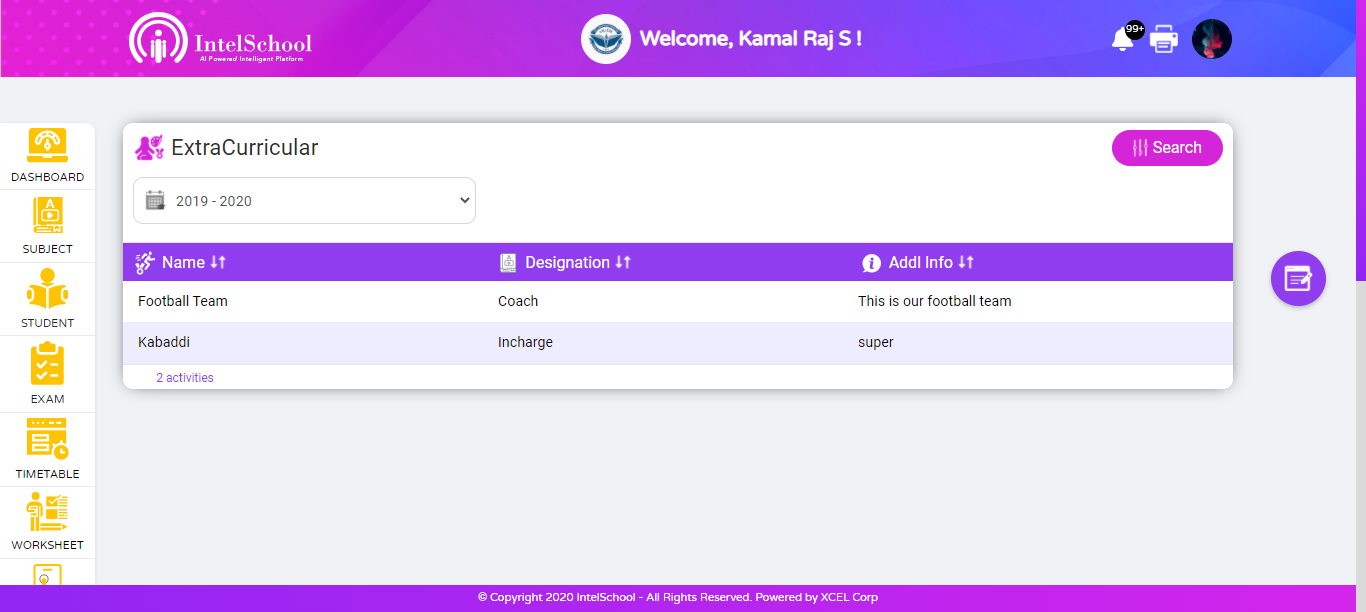 IntelSchool
AI Powered Intelligent Platform
Welcome, Kamal Raj S !
99+
DASHBOARD
SUBJECT
STUDENT
EXAM
TIMETABLE
WORKSHEET
ExtraCurricular
Search
2019 - 2020
Name Designation Addl Info
Football Team Coach This is our football team
Kabaddi Incharge super
2 activities
© Copyright 2020 IntelSchool - All Rights Reserved. Powered by XCEL Corp